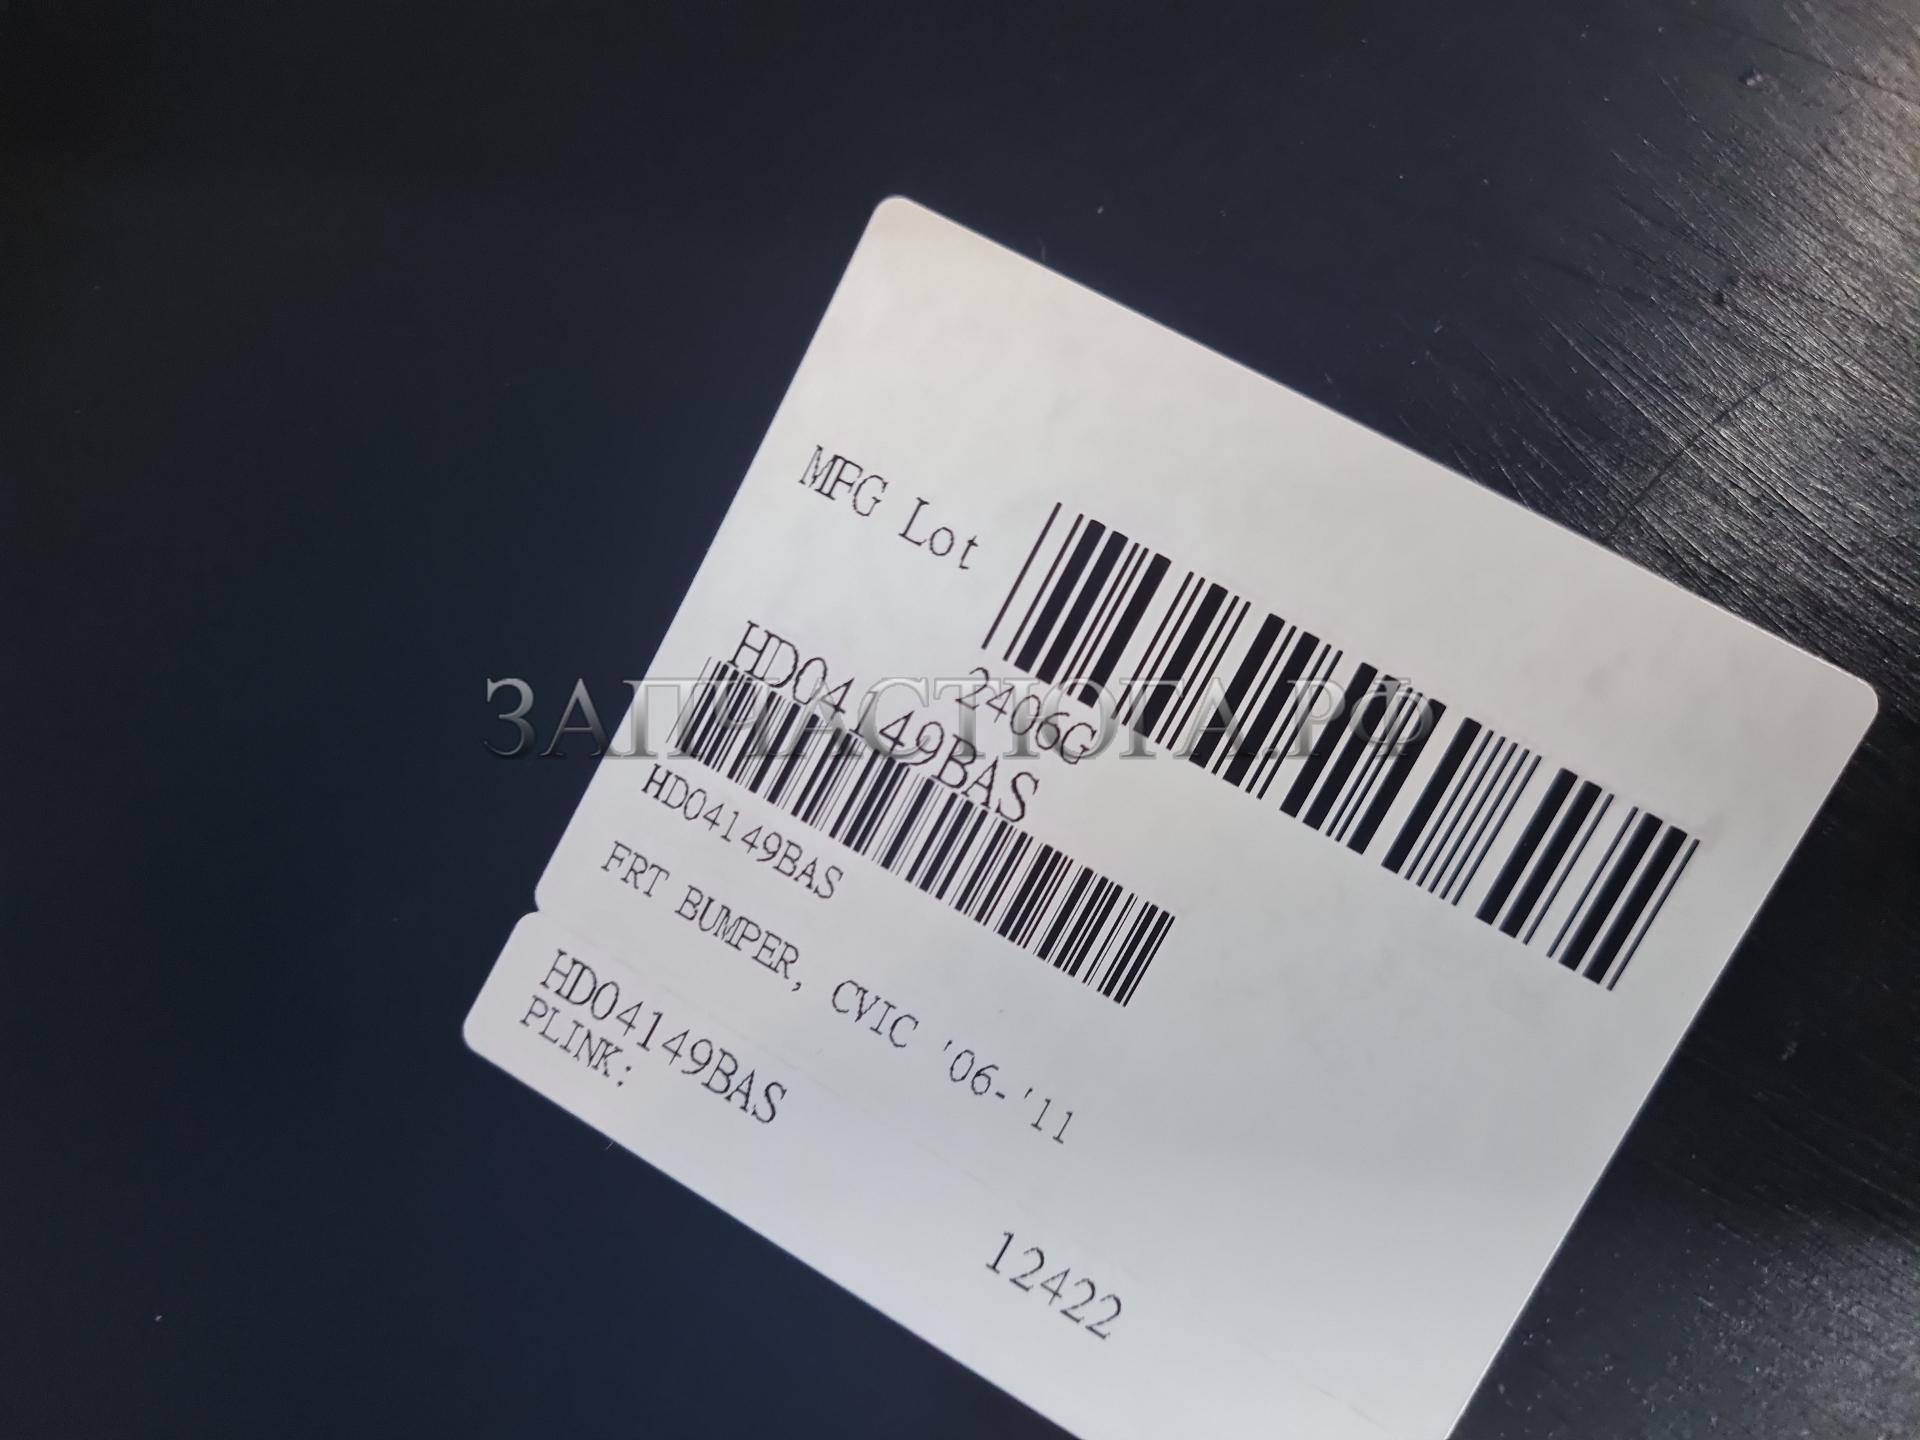 MFG Lot
2406G
HD04149BAS
HD04149BAS
FRT BUMPER, CVIC '06-'11
HD04149BAS
PLINK:
12422
ЗАПЧАСТЮГА.РФ